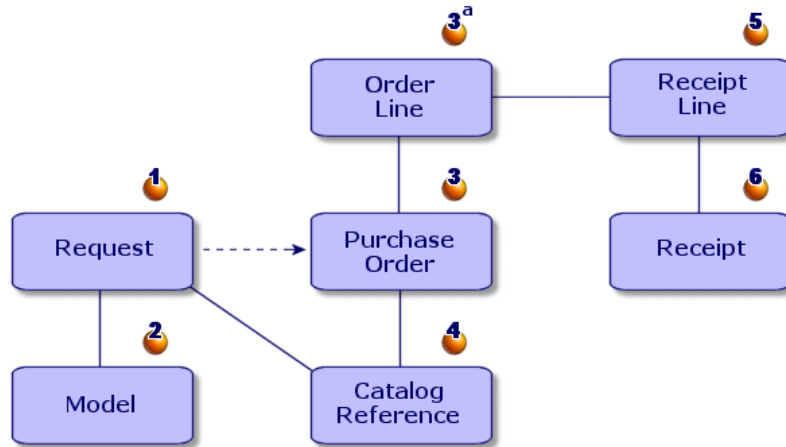 3a
Order
Line
5
Receipt
Line
1
Request
3
Purchase
Order
6
Receipt
2
Model
4
Catalog
Reference